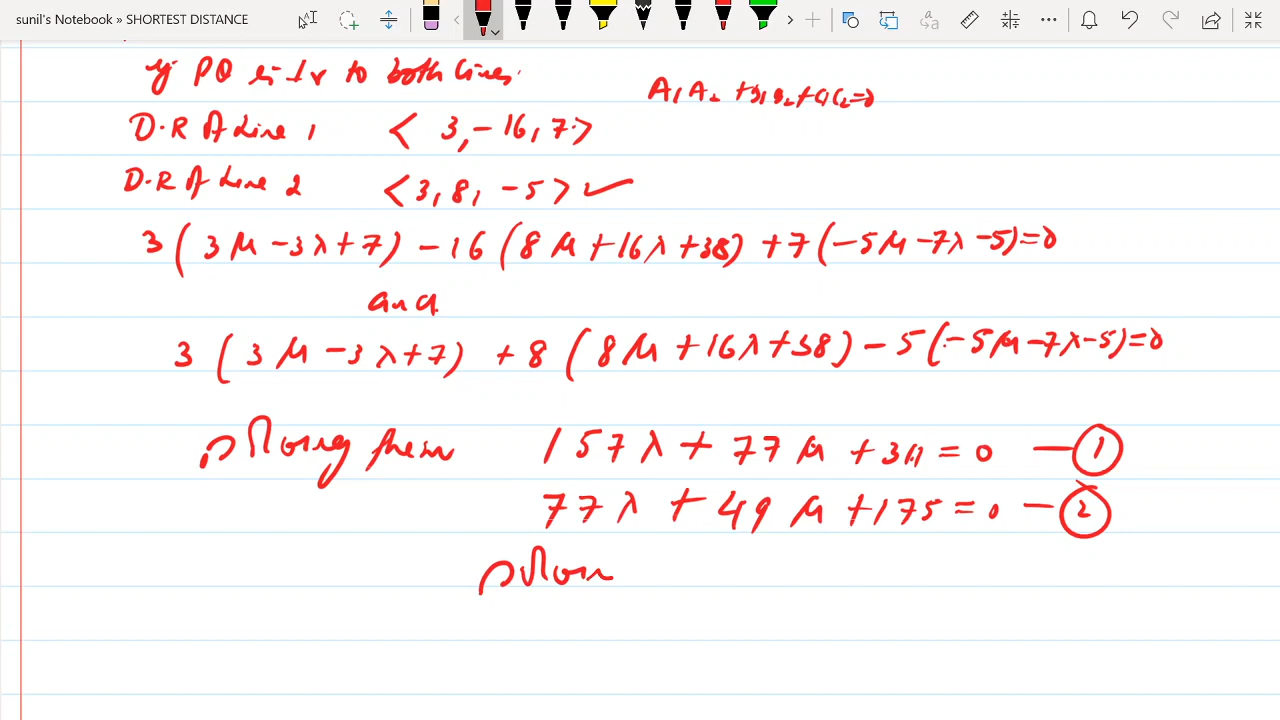 sunil's Notebook » SHORTEST DISTANCE
if PQ is ⊥r to both lines.
A₁A₂ + B₁B₂ + C₁C₂ = 0
D.R of Line 1 < 3, -16, 7 >
D.R of Line 2 < 3, 8, -5 > ✓
3 ( 3μ - 3λ + 7 ) - 16 ( 8μ + 16λ + 38 ) + 7 ( -5μ - 7λ - 5 ) = 0
and
3 ( 3μ - 3λ + 7 ) + 8 ( 8μ + 16λ + 38 ) - 5 ( -5μ - 7λ - 5 ) = 0
Solving them 157λ + 77μ + 311 = 0 — ①
77λ + 49μ + 175 = 0 — ②